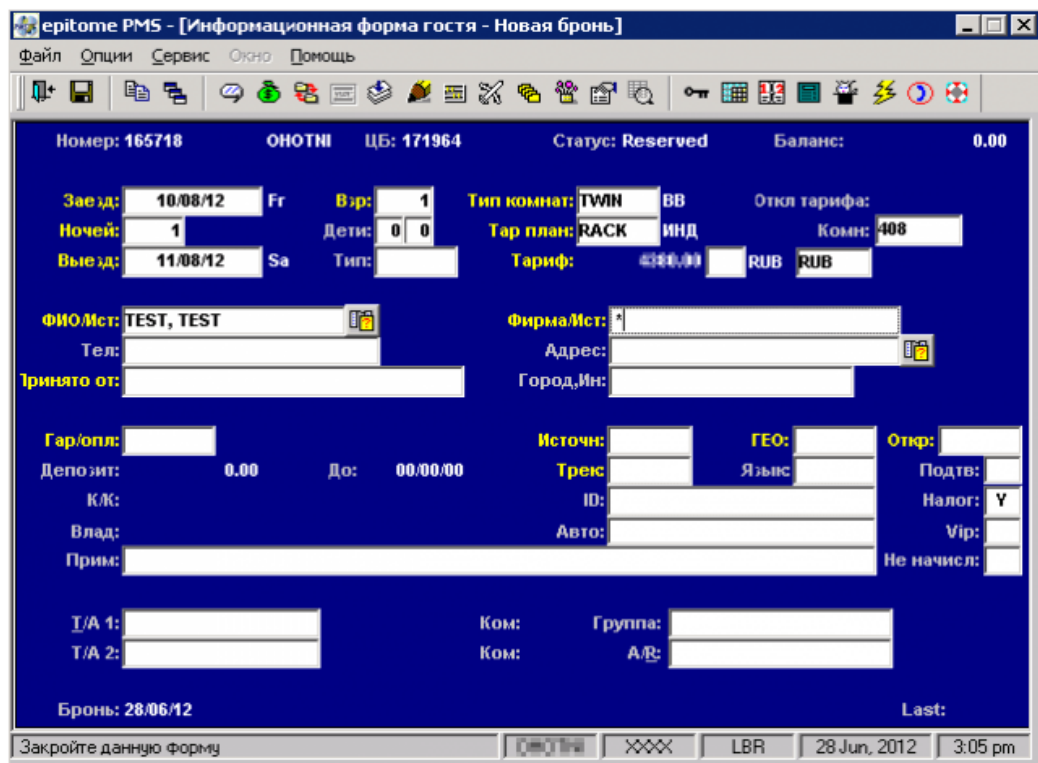 epitome PMS - [Информационная форма гостя - Новая бронь]
Файл Опции Сервис Окно Помощь
Номер: 165718 OHOTNI ЦБ: 171964 Статус: Reserved Баланс: 0.00
Заезд: 10/08/12 Fr Взр: 1 Тип комнат: TWIN BB Откл тарифа:
Ночей: 1 Дети: 0 0 Тар план: RACK ИНД Комн: 408
Выезд: 11/08/12 Sa Тип: Тариф: RUB RUB
ФИО/Ист: TEST, TEST Фирма/Ист: *
Тел: Адрес:
Принято от: Город,Ин:
Гар/опл: Источн: ГЕО: Откр:
Депозит: 0.00 До: 00/00/00 Трек: Язык: Подтв:
К/К: ID: Налог: Y
Влад: Авто: Vip:
Прим: Не начисл:
Т/А 1: Ком: Группа:
Т/А 2: Ком: A/R:
Бронь: 28/06/12 Last:
Закройте данную форму XXXX LBR 28 Jun, 2012 3:05 pm